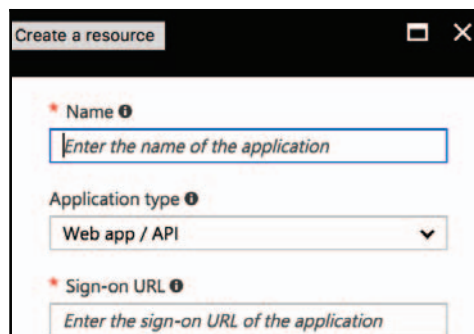 Create a resource
* Name
Enter the name of the application
Application type
Web app / API
* Sign-on URL
Enter the sign-on URL of the application